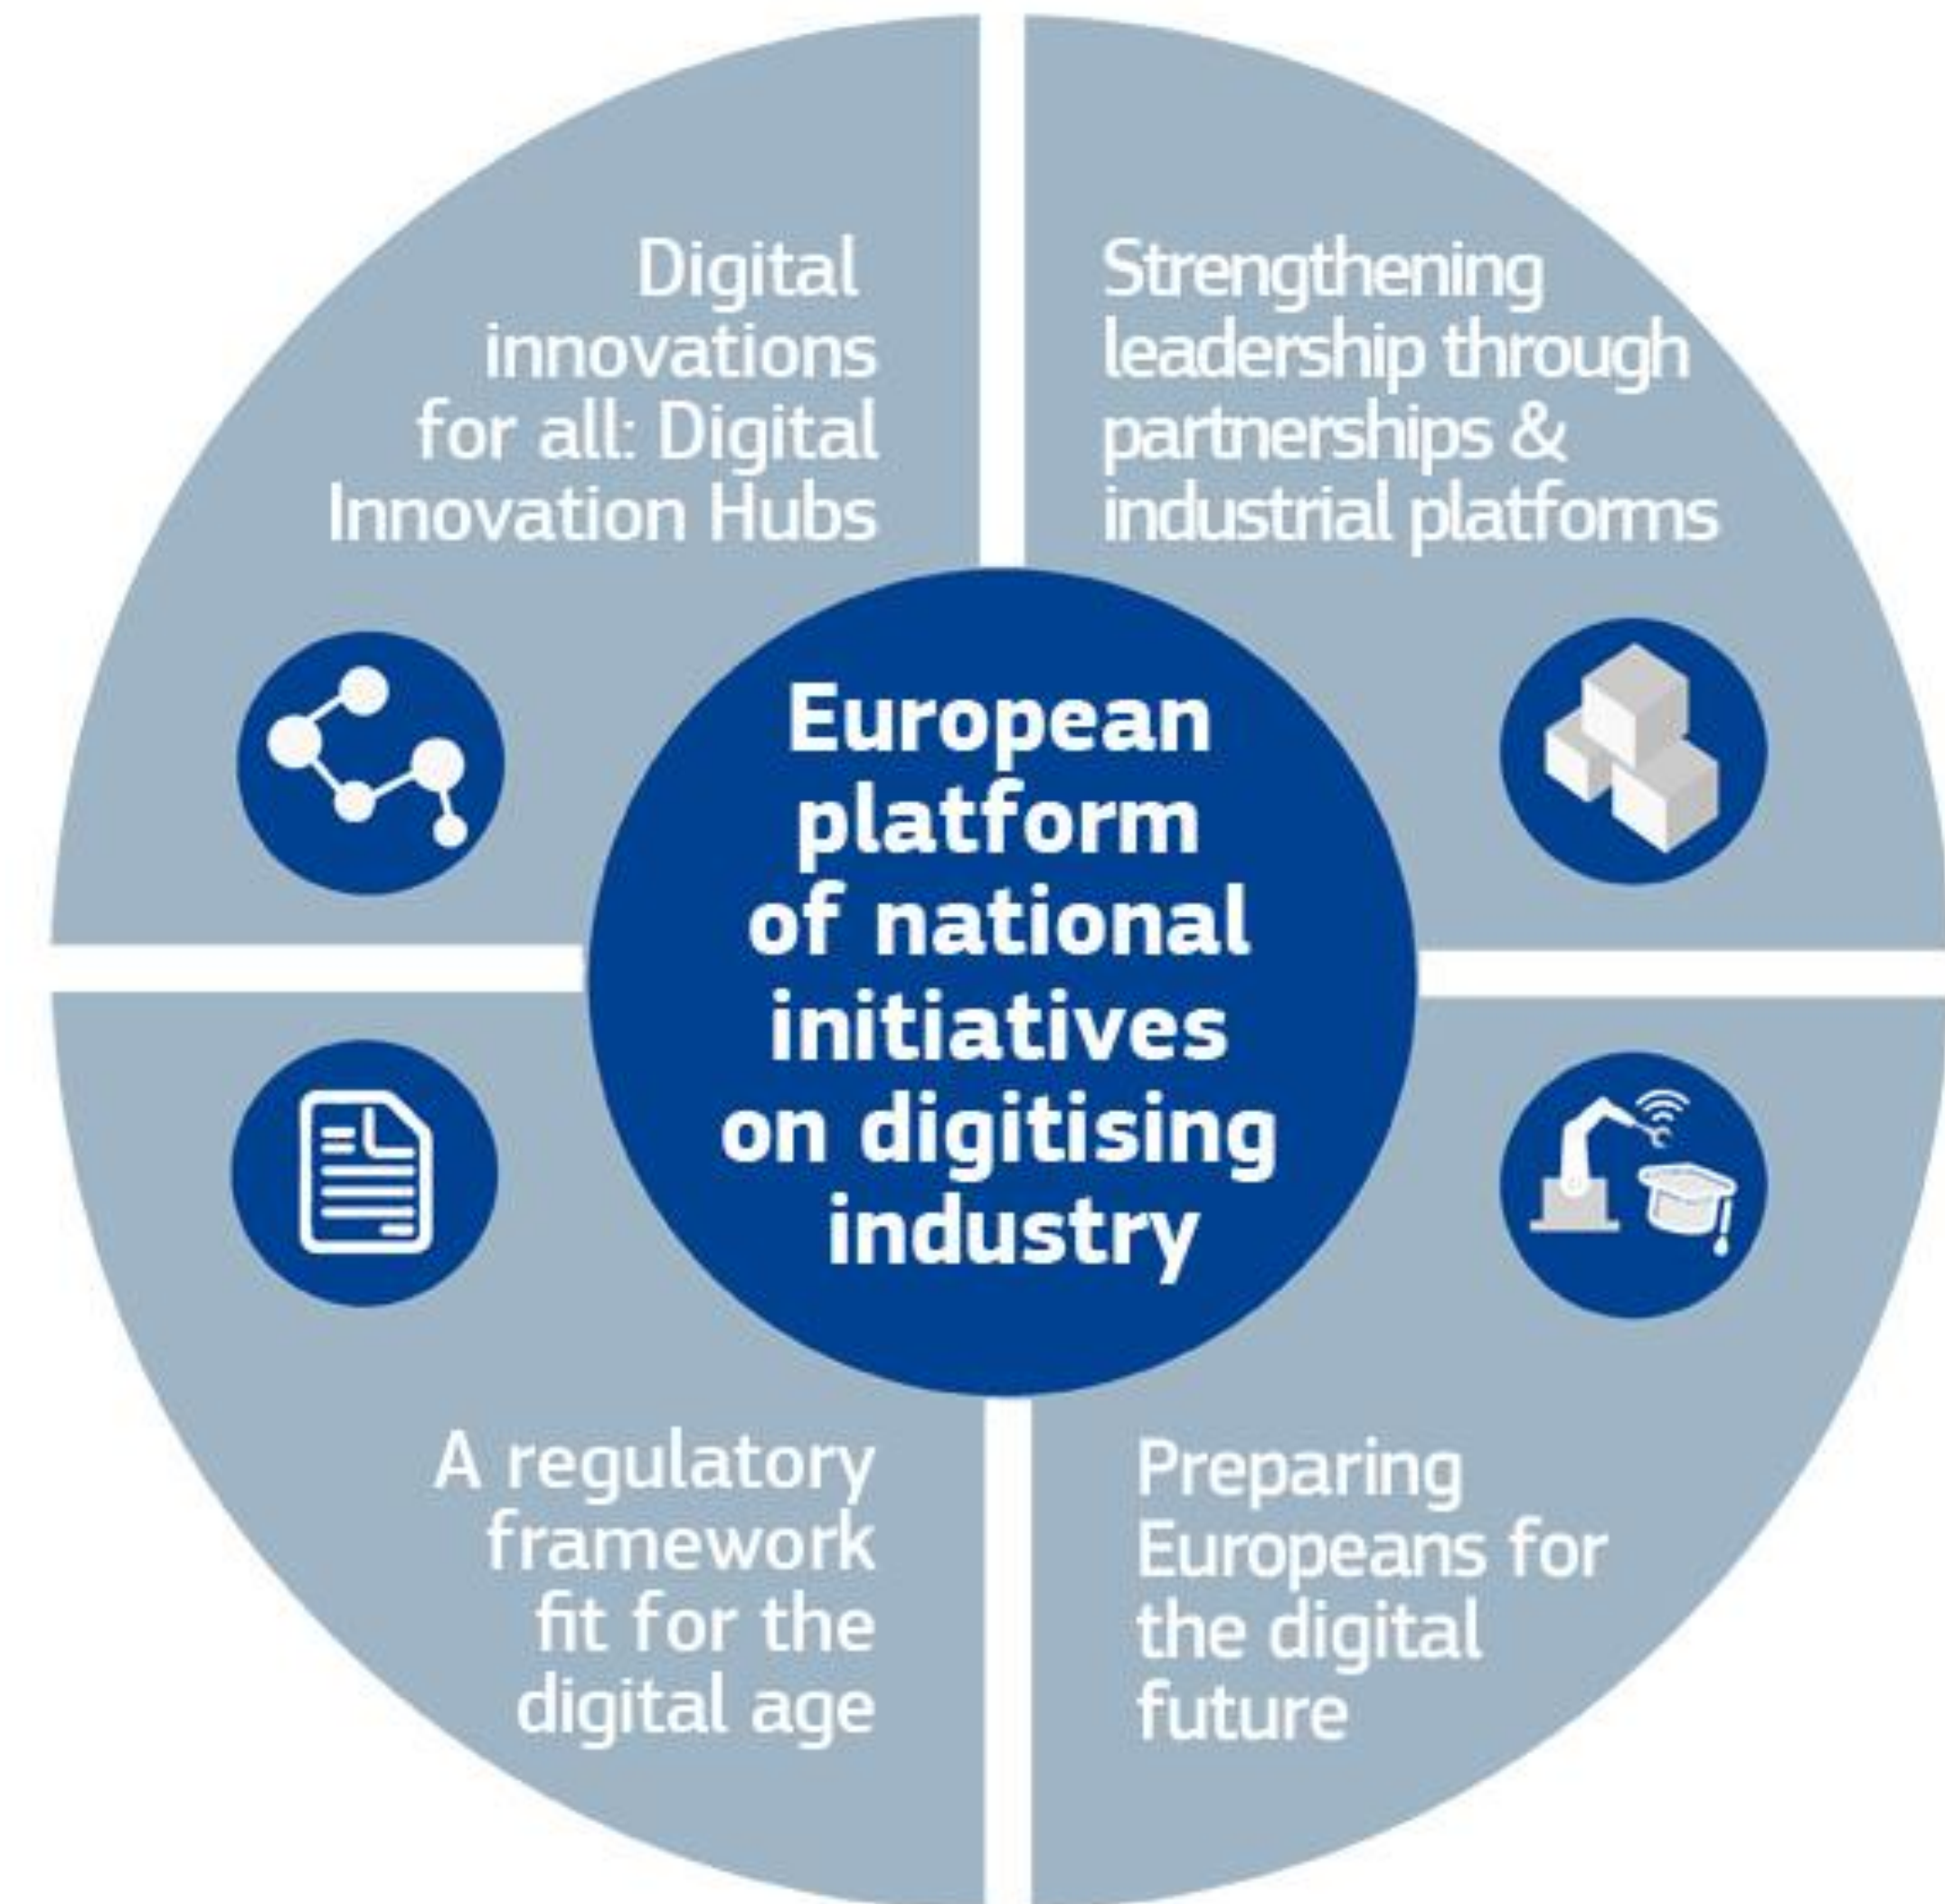 Digital
innovations
for all: Digital
Innovation Hubs
Strengthening
leadership through
partnerships &
industrial platforms
European
platform
of national
initiatives
on digitising
industry
A regulatory
framework
fit for the
digital age
Preparing
Europeans for
the digital
future